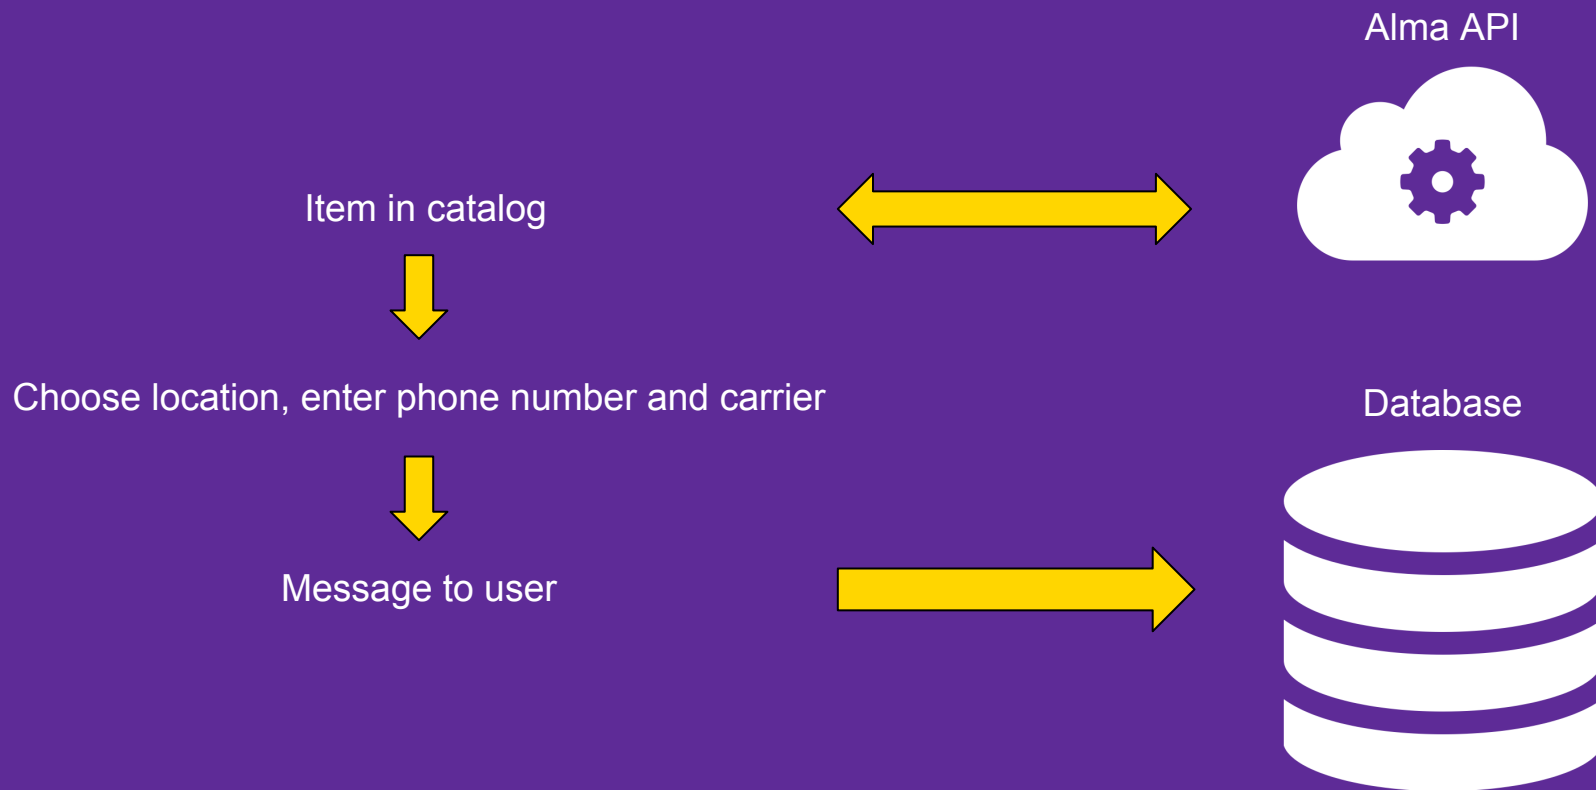 Alma API
Item in catalog
Choose location, enter phone number and carrier
Database
Message to user